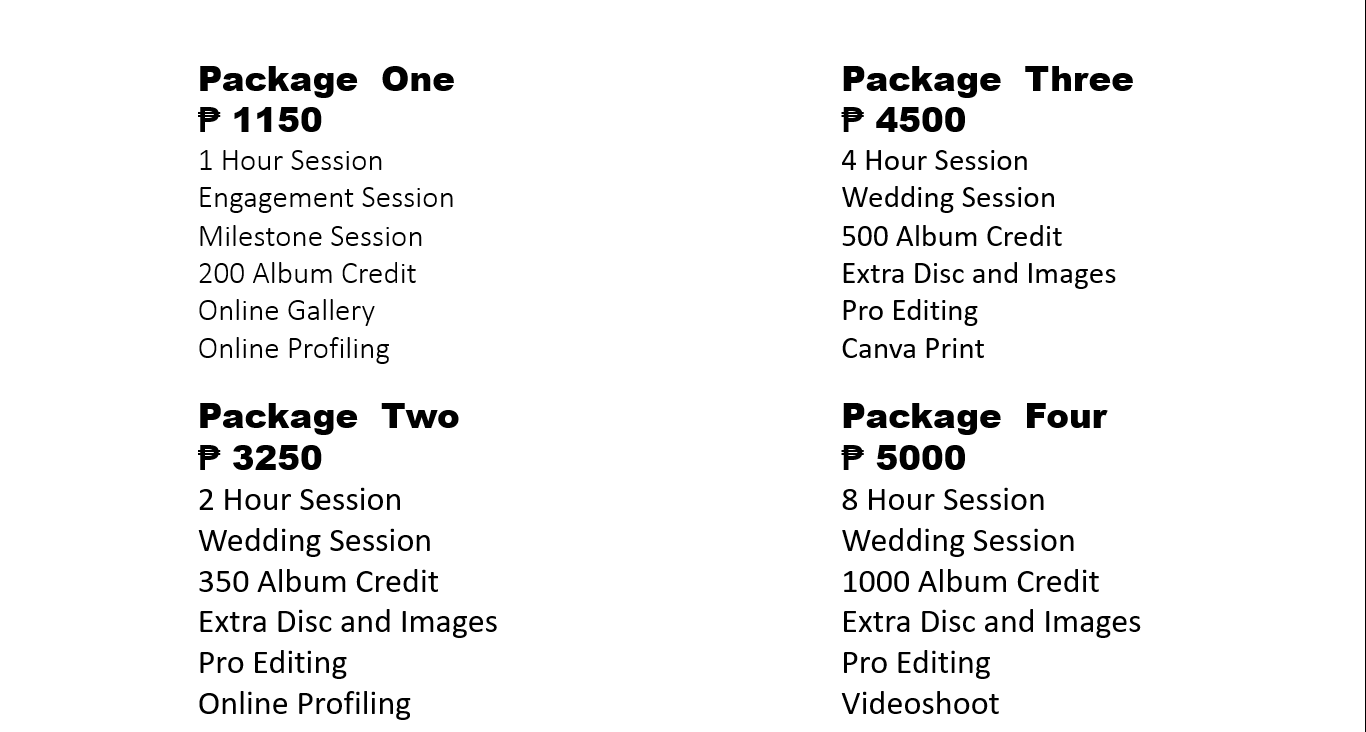 Package One
₱ 1150
1 Hour Session
Engagement Session
Milestone Session
200 Album Credit
Online Gallery
Online Profiling
Package Two
₱ 3250
2 Hour Session
Wedding Session
350 Album Credit
Extra Disc and Images
Pro Editing
Online Profiling
Package Three
₱ 4500
4 Hour Session
Wedding Session
500 Album Credit
Extra Disc and Images
Pro Editing
Canva Print
Package Four
₱ 5000
8 Hour Session
Wedding Session
1000 Album Credit
Extra Disc and Images
Pro Editing
Videoshoot